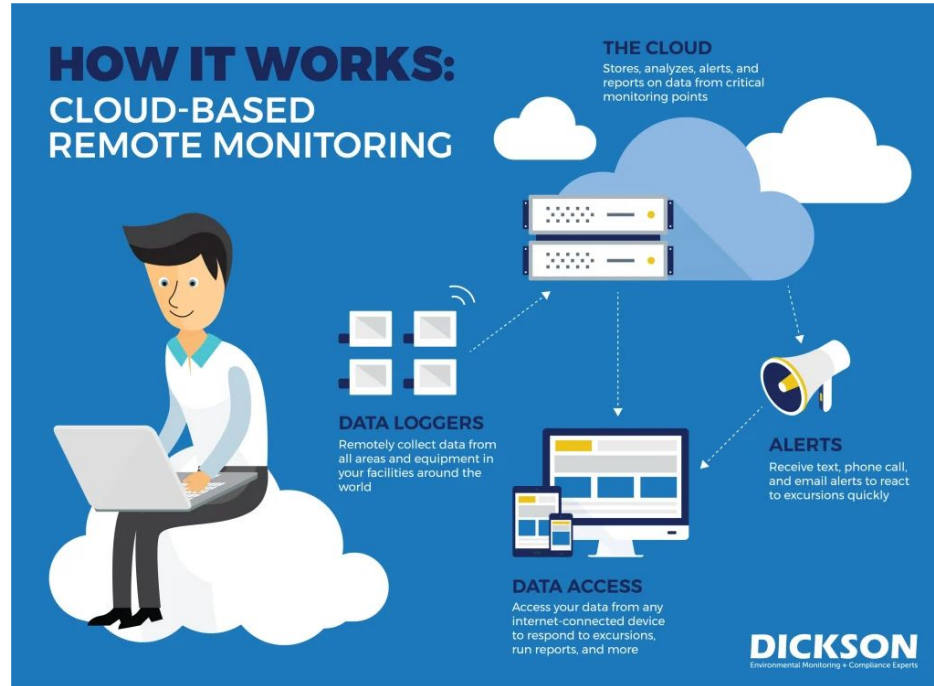 HOW IT WORKS:
CLOUD-BASED
REMOTE MONITORING
THE CLOUD
Stores, analyzes, alerts, and
reports on data from critical
monitoring points
DATA LOGGERS
Remotely collect data from
all areas and equipment in
your facilities around the
world
ALERTS
Receive text, phone call,
and email alerts to react
to excursions quickly
DATA ACCESS
Access your data from any
internet-connected device
to respond to excursions,
run reports, and more
DICKSON
Environmental Monitoring + Compliance Experts